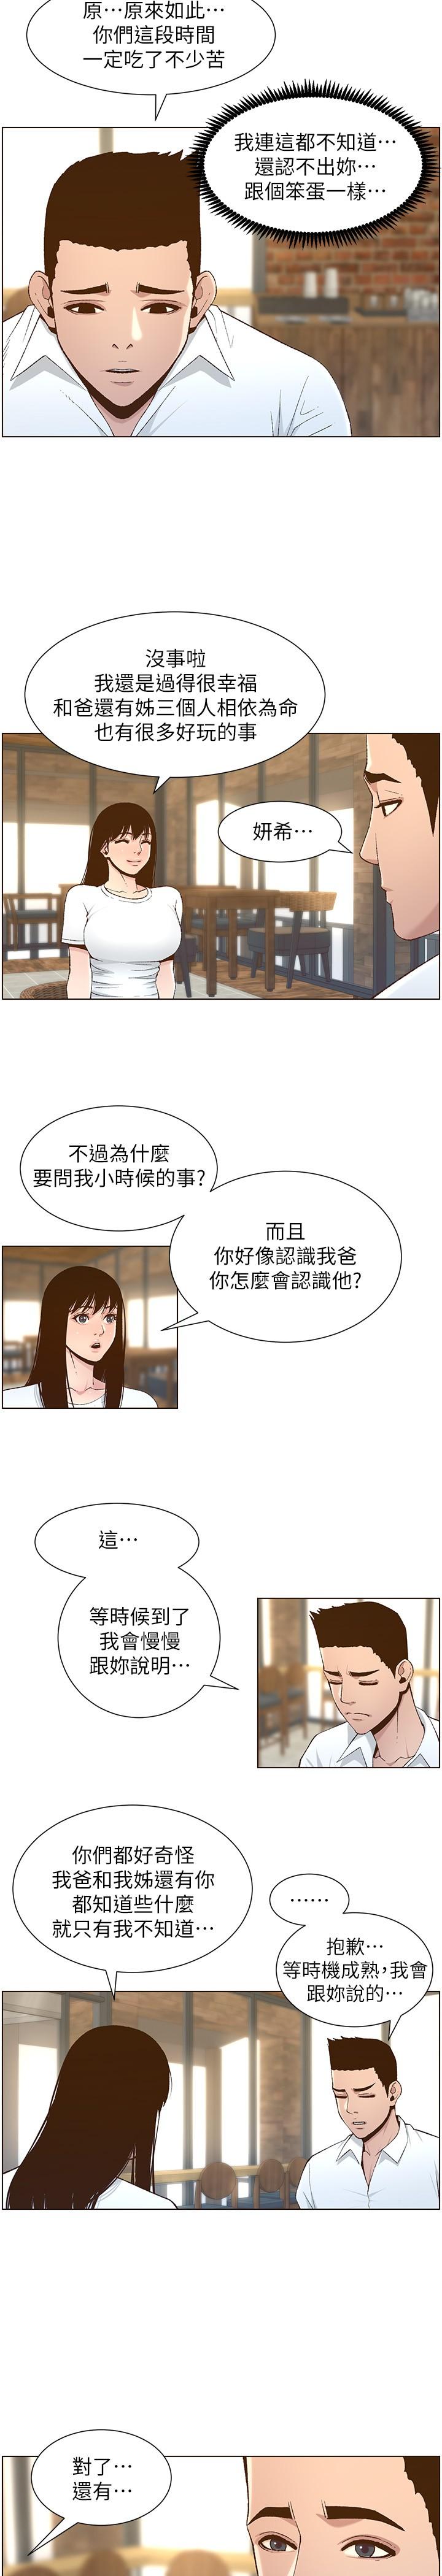 原⋯原來如此⋯
你們這段時間
一定吃了不少苦
我連這都不知道⋯
還認不出妳⋯
跟個笨蛋一樣⋯
沒事啦
我還是過得很幸福
和爸還有姊三個人相依為命
也有很多好玩的事
妍希⋯
不過為什麼
要問我小時候的事?
而且
你好像認識我爸
你怎麼會認識他?
這⋯
等時候到了
我會慢慢
跟妳說明⋯
你們都好奇怪
我爸和我姊還有你
都知道些什麼
就只有我不知道⋯
⋯⋯
抱歉⋯
等時機成熟,我會
跟妳說的⋯
對了⋯
還有⋯